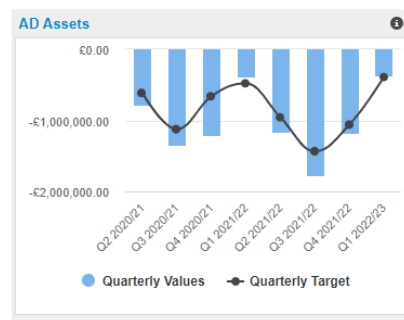 AD Assets
£0.00
-£1,000,000.00
-£2,000,000.00
Q2 2020/21
Q3 2020/21
Q4 2020/21
Q1 2021/22
Q2 2021/22
Q3 2021/22
Q4 2021/22
Q1 2022/23
Quarterly Values
Quarterly Target